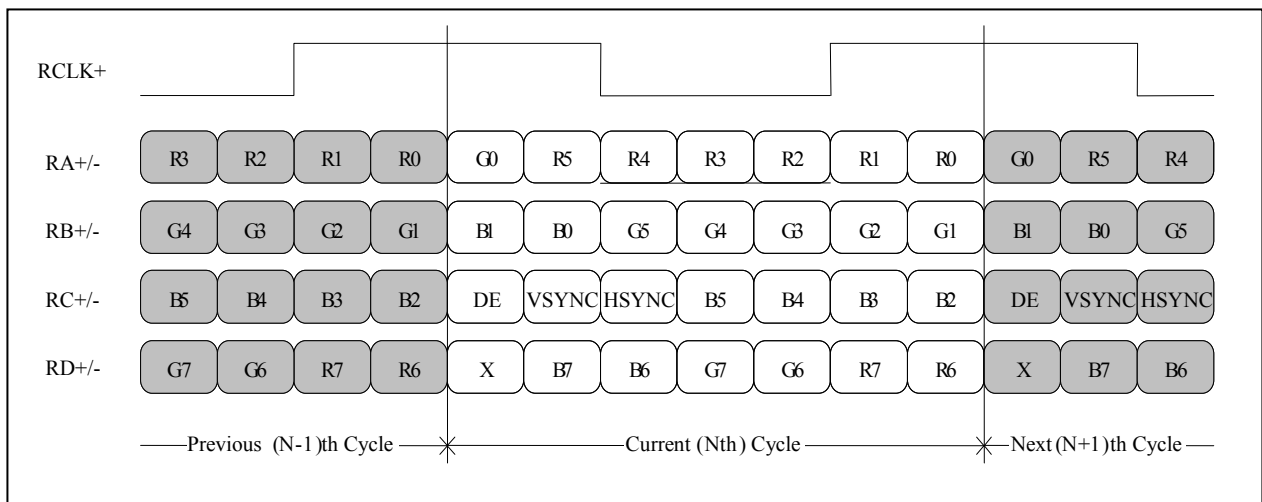 RCLK+
RA+/- R3 R2 R1 R0 G0 R5 R4 R3 R2 R1 R0 G0 R5 R4
RB+/- G4 G3 G2 G1 B1 B0 G5 G4 G3 G2 G1 B1 B0 G5
RC+/- B5 B4 B3 B2 DE VSYNC HSYNC B5 B4 B3 B2 DE VSYNC HSYNC
RD+/- G7 G6 R7 R6 X B7 B6 G7 G6 R7 R6 X B7 B6
Previous (N-1)th Cycle Current (Nth) Cycle Next (N+1)th Cycle